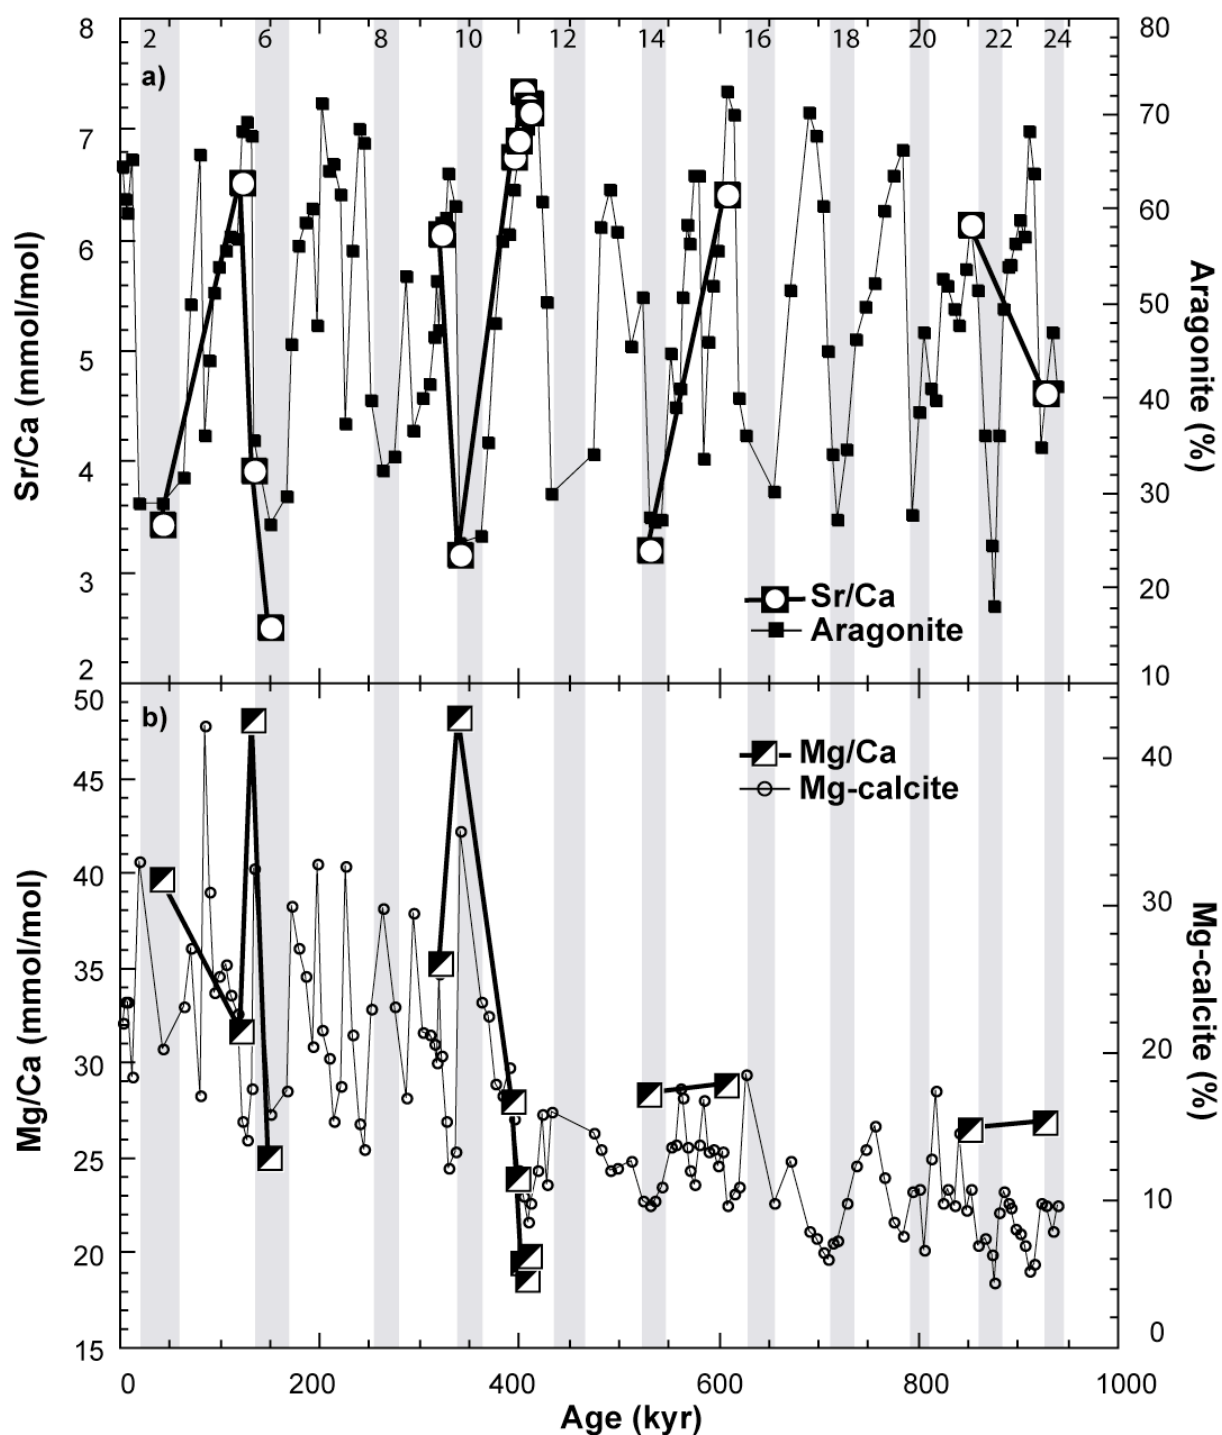 2 6 8 10 12 14 16 18 20 22 24
a)
8
7
6
5
4
3
2
Sr/Ca (mmol/mol)
80
70
60
50
40
30
20
10
Aragonite (%)
Sr/Ca
Aragonite
b)
50
45
40
35
30
25
20
15
Mg/Ca (mmol/mol)
40
30
20
10
0
Mg-calcite (%)
Mg/Ca
Mg-calcite
0 200 400 600 800 1000
Age (kyr)